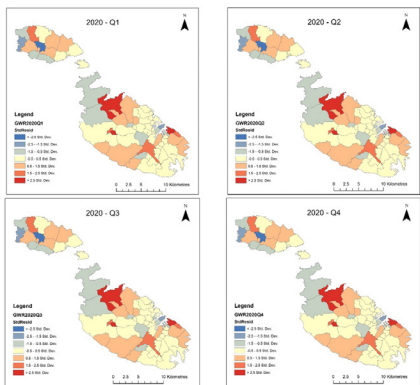 2020 - Q1
N
Legend
GWR2020Q1
StdResid
< -2.5 Std. Dev.
-2.5 - -1.5 Std. Dev.
-1.5 - -0.5 Std. Dev.
-0.5 - 0.5 Std. Dev.
0.5 - 1.5 Std. Dev.
1.5 - 2.5 Std. Dev.
> 2.5 Std. Dev.
0 2.5 5 10 Kilometres
2020 - Q2
N
Legend
GWR2020Q2
StdResid
< -2.5 Std. Dev.
-2.5 - -1.5 Std. Dev.
-1.5 - -0.5 Std. Dev.
-0.5 - 0.5 Std. Dev.
0.5 - 1.5 Std. Dev.
1.5 - 2.5 Std. Dev.
> 2.5 Std. Dev.
0 2.5 5 10 Kilometres
2020 - Q3
N
Legend
GWR2020Q3
StdResid
< -2.5 Std. Dev.
-2.5 - -1.5 Std. Dev.
-1.5 - -0.5 Std. Dev.
-0.5 - 0.5 Std. Dev.
0.5 - 1.5 Std. Dev.
1.5 - 2.5 Std. Dev.
> 2.5 Std. Dev.
0 2.5 5 10 Kilometres
2020 - Q4
N
Legend
GWR2020Q4
StdResid
< -2.5 Std. Dev.
-2.5 - -1.5 Std. Dev.
-1.5 - -0.5 Std. Dev.
-0.5 - 0.5 Std. Dev.
0.5 - 1.5 Std. Dev.
1.5 - 2.5 Std. Dev.
> 2.5 Std. Dev.
0 2.5 5 10 Kilometres